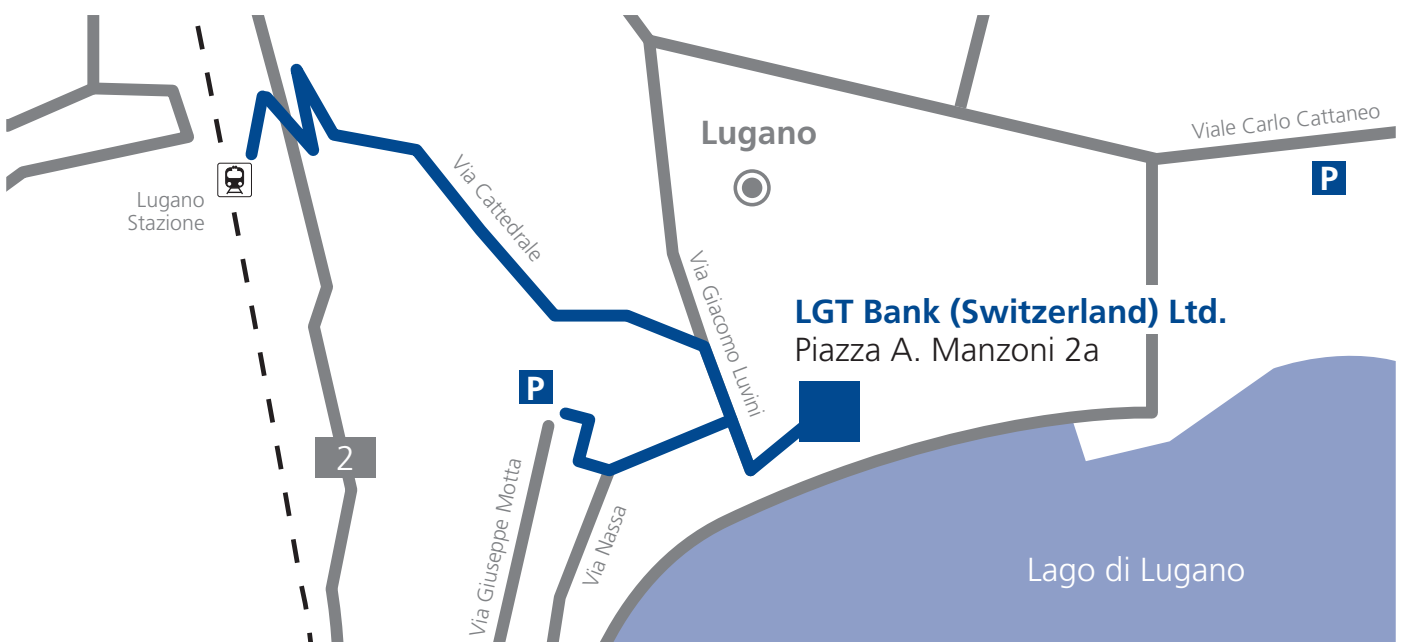 Viale Carlo Cattaneo
Lugano
P
Via Cattedrale
Lugano
Stazione
Via Giacomo Luvini
LGT Bank (Switzerland) Ltd.
Piazza A. Manzoni 2a
P
2
Via Giuseppe Motta
Via Nassa
Lago di Lugano